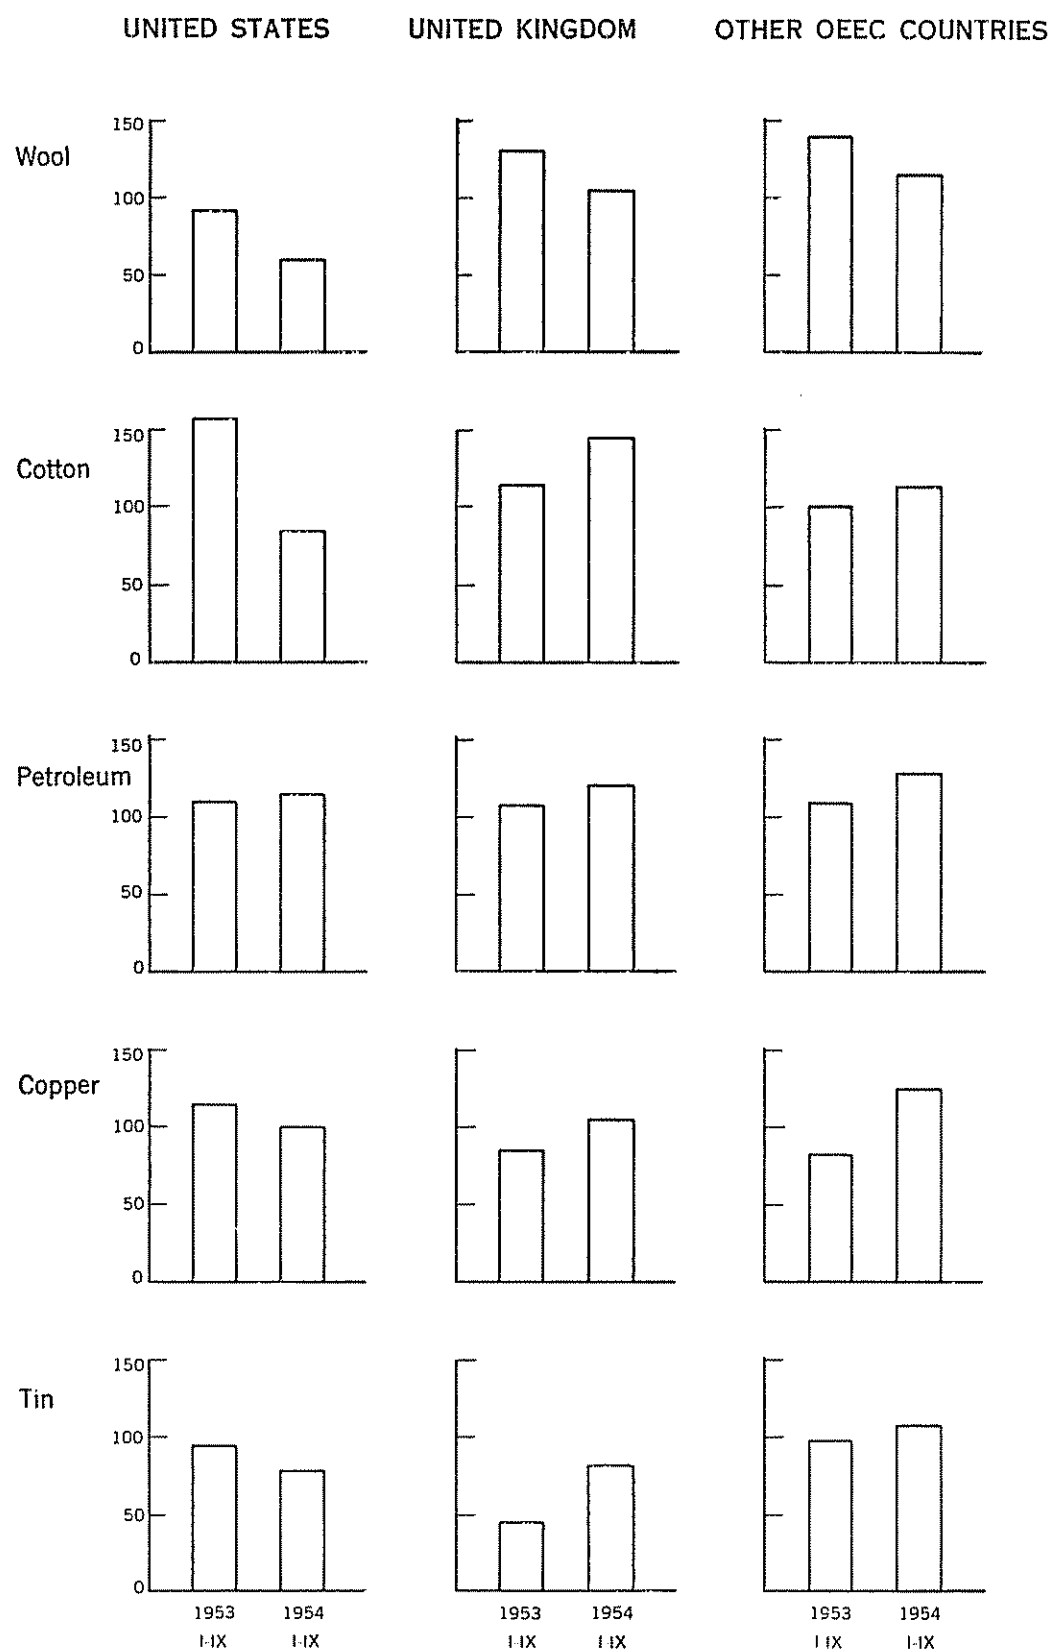 UNITED STATES UNITED KINGDOM OTHER OEEC COUNTRIES
Wool
150
100
50
0
Cotton
150
100
50
0
Petroleum
150
100
50
0
Copper
150
100
50
0
Tin
150
100
50
0
1953 1954 1953 1954 1953 1954
I-IX I-IX I-IX I-IX I IX I-IX